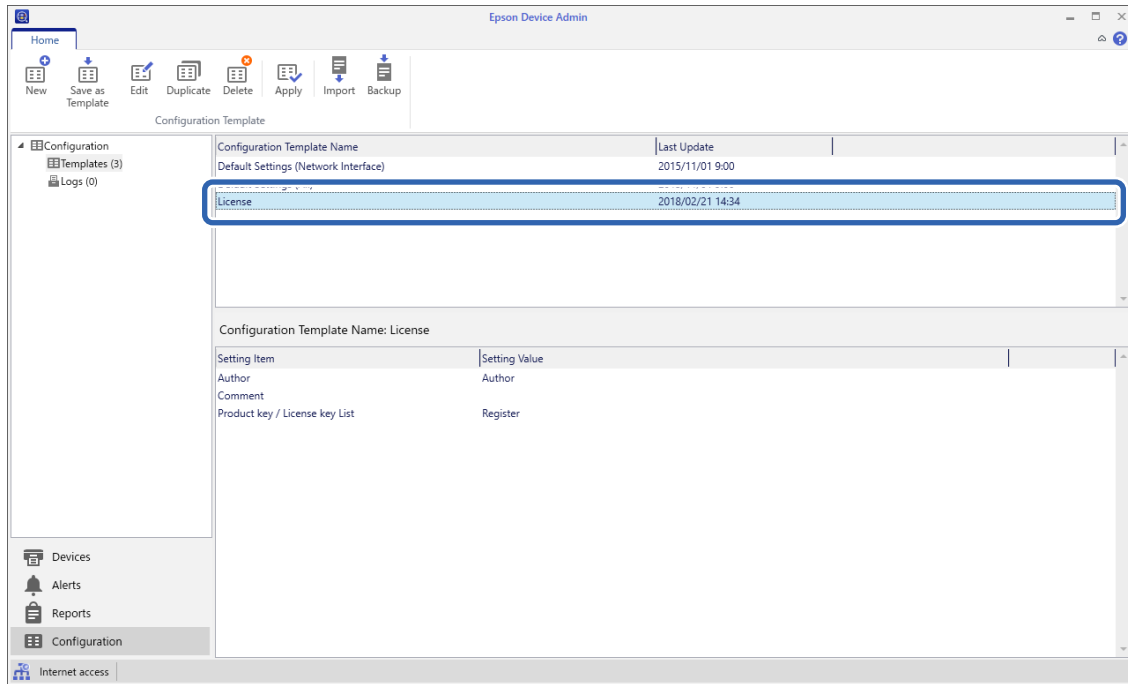 Epson Device Admin
Home
New
Save as
Template
Edit
Duplicate
Delete
Apply
Import
Backup
Configuration Template
Configuration
Templates (3)
Logs (0)
Configuration Template Name Last Update
Default Settings (Network Interface) 2015/11/01 9:00
License 2018/02/21 14:34
Configuration Template Name: License
Setting Item Setting Value
Author Author
Comment
Product key / License key List Register
Devices
Alerts
Reports
Configuration
Internet access